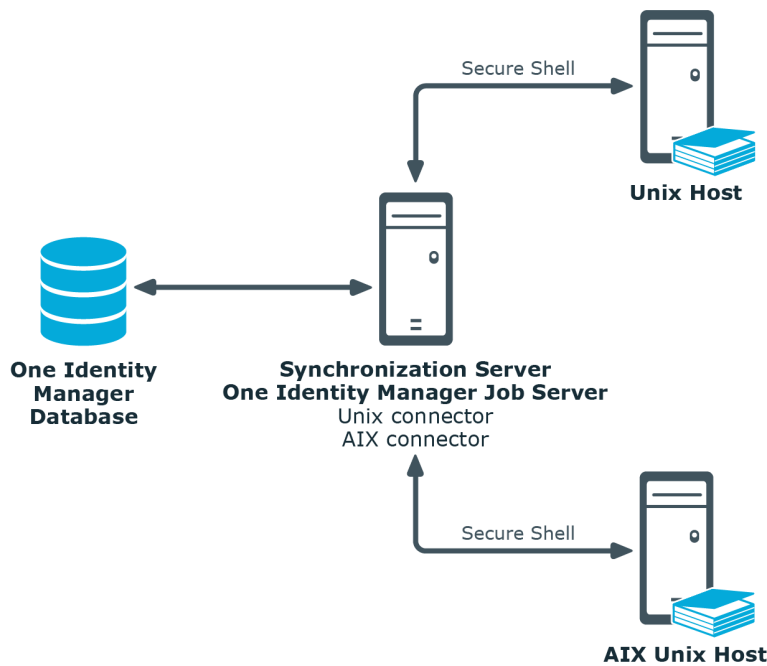 Secure Shell
Unix Host
One Identity
Manager
Database
Synchronization Server
One Identity Manager Job Server
Unix connector
AIX connector
Secure Shell
AIX Unix Host